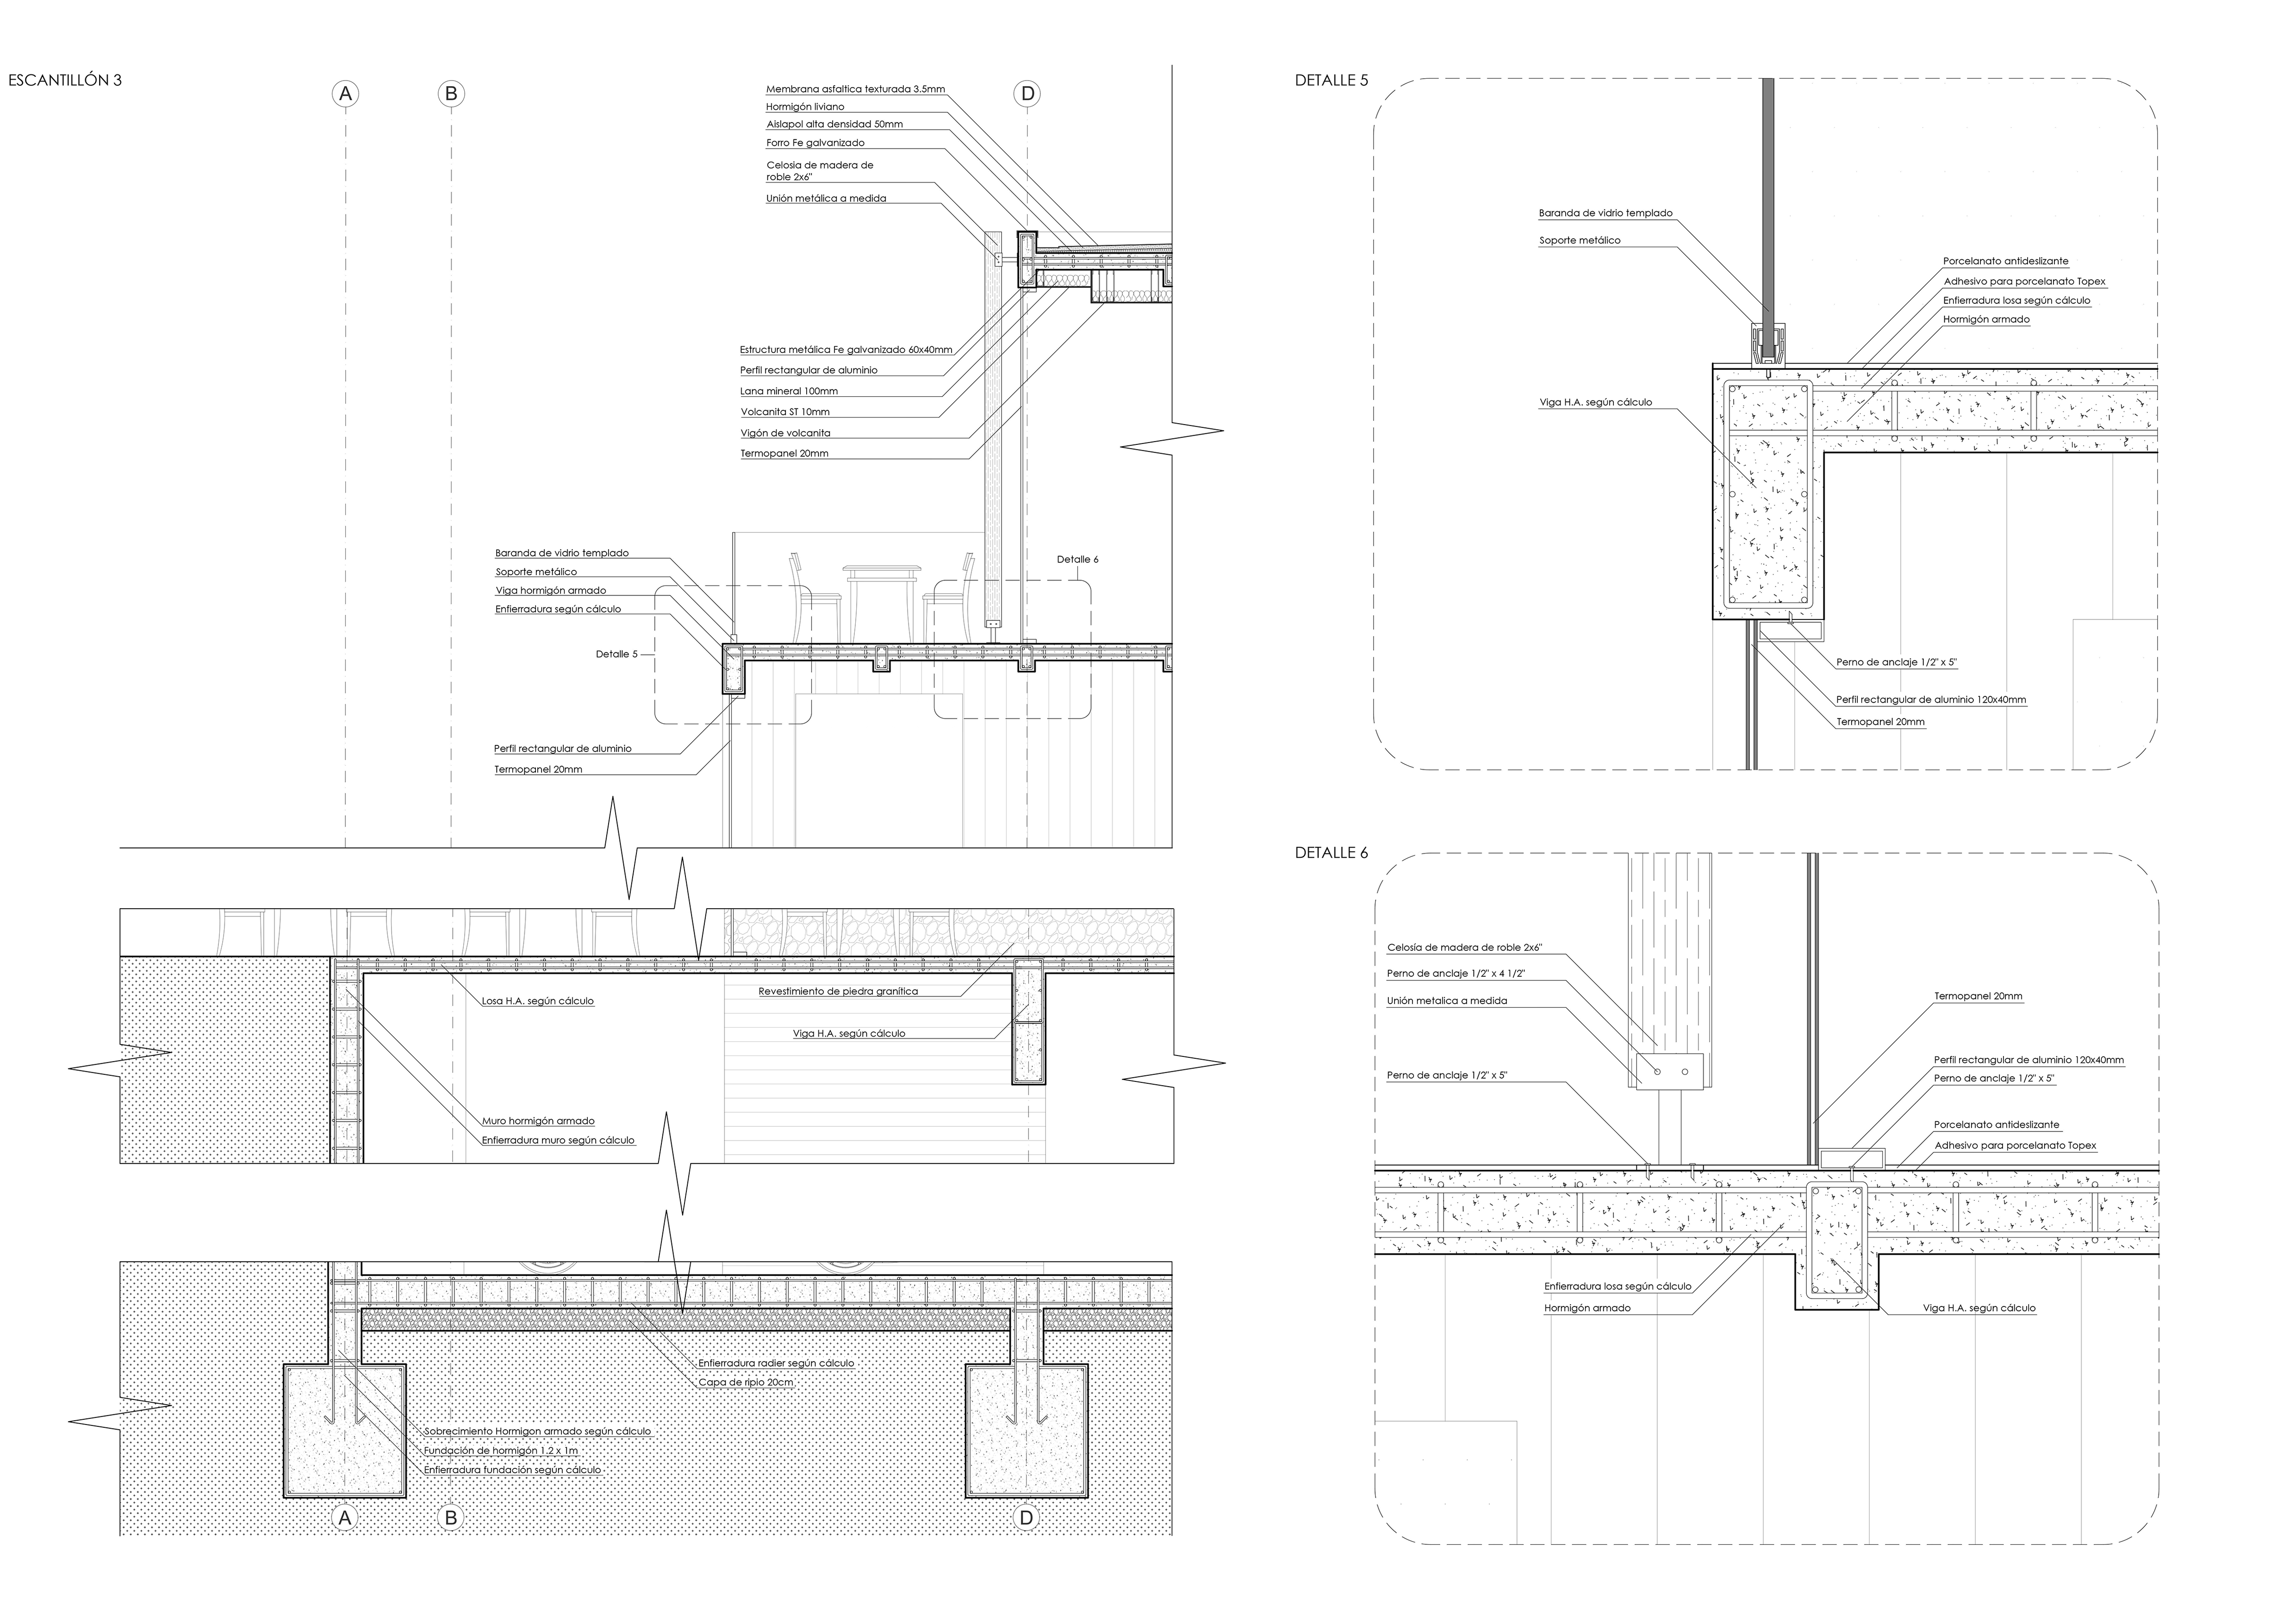 ESCANTILLÓN 3
A
B
D
Membrana asfaltica texturada 3.5mm
Hormigón liviano
Aislapol alta densidad 50mm
Forro Fe galvanizado
Celosia de madera de
roble 2x6"
Unión metálica a medida
Estructura metálica Fe galvanizado 60x40mm
Perfil rectangular de aluminio
Lana mineral 100mm
Volcanita ST 10mm
Vigón de volcanita
Termopanel 20mm
Baranda de vidrio templado
Soporte metálico
Viga hormigón armado
Enfierradura según cálculo
Detalle 5
Detalle 6
Perfil rectangular de aluminio
Termopanel 20mm
Losa H.A. según cálculo
Revestimiento de piedra granítica
Viga H.A. según cálculo
Muro hormigón armado
Enfierradura muro según cálculo
Enfierradura radier según cálculo
Capa de ripio 20cm
Sobrecimiento Hormigon armado según cálculo
Fundación de hormigón 1.2 x 1m
Enfierradura fundación según cálculo
A
B
D
DETALLE 5
Baranda de vidrio templado
Soporte metálico
Porcelanato antideslizante
Adhesivo para porcelanato Topex
Enfierradura losa según cálculo
Hormigón armado
Viga H.A. según cálculo
Perno de anclaje 1/2" x 5"
Perfil rectangular de aluminio 120x40mm
Termopanel 20mm
DETALLE 6
Celosía de madera de roble 2x6"
Perno de anclaje 1/2" x 4 1/2"
Unión metalica a medida
Perno de anclaje 1/2" x 5"
Termopanel 20mm
Perfil rectangular de aluminio 120x40mm
Perno de anclaje 1/2" x 5"
Porcelanato antideslizante
Adhesivo para porcelanato Topex
Enfierradura losa según cálculo
Hormigón armado
Viga H.A. según cálculo